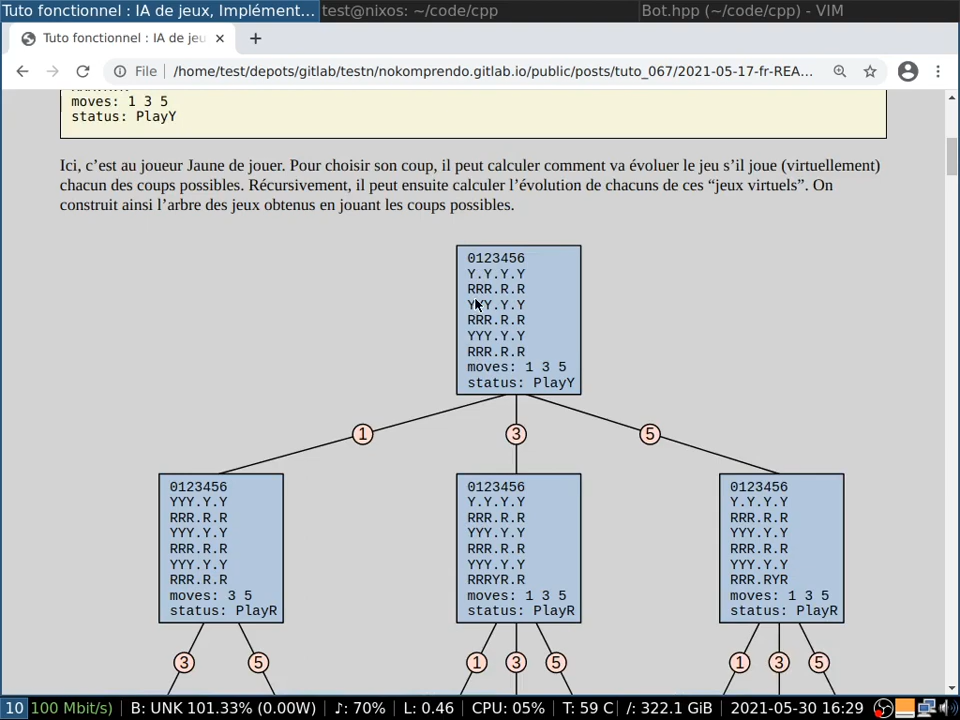 Tuto fonctionnel : IA de jeux, Implément... test@nixos: ~/code/cpp Bot.hpp (~/code/cpp) - VIM
Tuto fonctionnel : IA de jeu
File /home/test/depots/gitlab/testn/nokomprendo.gitlab.io/public/posts/tuto_067/2021-05-17-fr-REA...
moves: 1 3 5
status: PlayY
Ici, c’est au joueur Jaune de jouer. Pour choisir son coup, il peut calculer comment va évoluer le jeu s’il joue (virtuellement)
chacun des coups possibles. Récursivement, il peut ensuite calculer l’évolution de chacuns de ces “jeux virtuels”. On
construit ainsi l’arbre des jeux obtenus en jouant les coups possibles.
0123456
Y.Y.Y.Y
RRR.R.R
YYY.Y.Y
RRR.R.R
YYY.Y.Y
RRR.R.R
moves: 1 3 5
status: PlayY
1 3 5
0123456
YYY.Y.Y
RRR.R.R
YYY.Y.Y
RRR.R.R
YYY.Y.Y
RRR.R.R
moves: 3 5
status: PlayR
0123456
Y.Y.Y.Y
RRR.R.R
YYY.Y.Y
RRR.R.R
YYY.Y.Y
RRRYR.R
moves: 1 3 5
status: PlayR
0123456
Y.Y.Y.Y
RRR.R.R
YYY.Y.Y
RRR.R.R
YYY.Y.Y
RRR.RYR
moves: 1 3 5
status: PlayR
3 5 1 3 5 1 3 5
10 100 Mbit/s) B: UNK 101.33% (0.00W) ♪: 70% L: 0.46 CPU: 05% T: 59 C /: 322.1 GiB 2021-05-30 16:29